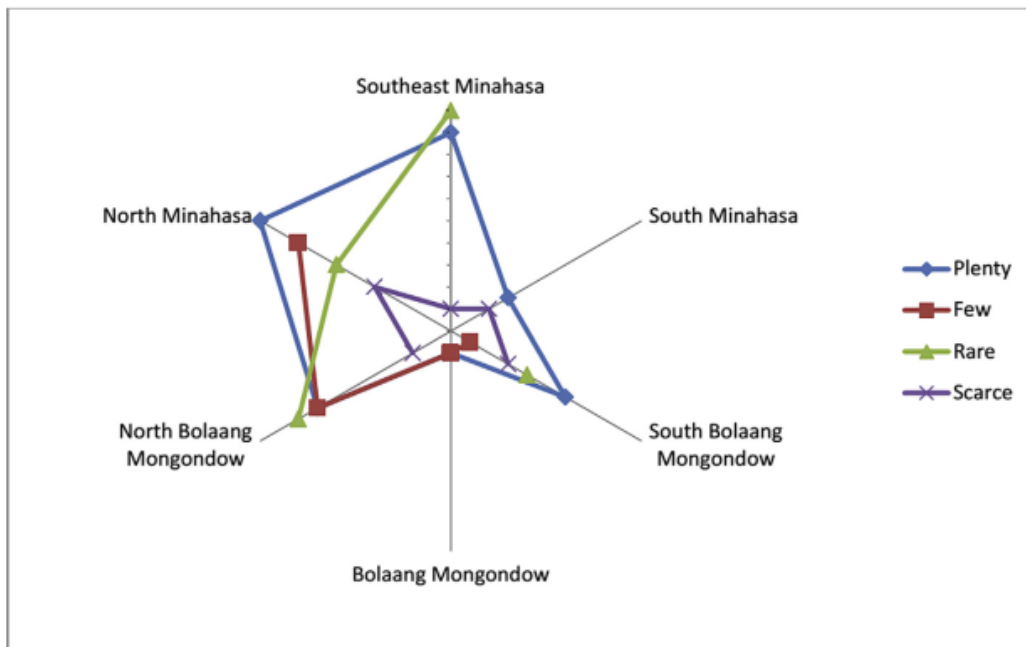 Southeast Minahasa
North Minahasa
South Minahasa
Plenty
Few
Rare
Scarce
North Bolaang
Mongondow
South Bolaang
Mongondow
Bolaang Mongondow